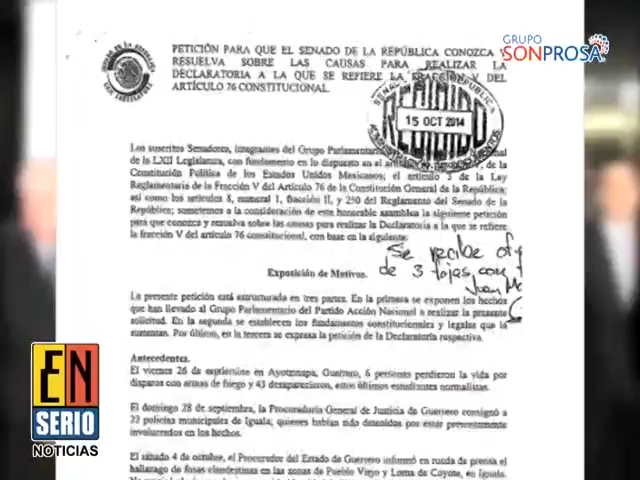 GRUPO
SONPROSA
PETICIÓN PARA QUE EL SENADO DE LA REPÚBLICA CONOZCA
RESUELVA SOBRE LAS CAUSAS PARA REALIZAR LA
DECLARATORIA A LA QUE SE REFIERE LA FRACCIÓN V DEL
ARTÍCULO 76 CONSTITUCIONAL.
15 OCT 2014
Los suscritos Senadores, integrantes del Grupo Parlamentario
de la LXII Legislatura, con fundamento en lo dispuesto en el V, de la
Constitución Política de los Estados Unidos Mexicanos; el artículo 3 de la Ley
Reglamentaria de la Fracción V del Artículo 76 de la Constitución General de la República;
así como los artículos 8, numeral 1, fracción II, y 250 del Reglamento del Senado de la
República; sometemos a la consideración de este honorable asamblea la siguiente petición
para que conozca y resuelva sobre las causas para realizar la Declaratoria a la que se refiere
la fracción V del artículo 76 constitucional, con base en la siguiente:
Se recibe
de 3 fojas, con
Juan
Exposición de Motivos.
La presente petición está estructurada en tres partes. En la primera se exponen los hechos
que han llevado al Grupo Parlamentario del Partido Acción Nacional a realizar la presente
solicitud. En la segunda se establecen los fundamentos constitucionales y legales que la
sustentan. Por último, en la tercera se expresa la petición de la Declaratoria respectiva.
Antecedentes.
El viernes 26 de septiembre en Ayotzinapa, Guerrero, 6 personas perdieron la vida por
disparos con armas de fuego y 43 desaparecieron, estos últimos estudiantes normalistas.
El domingo 28 de septiembre, la Procuraduría General de Justicia de Guerrero consignó a
22 policías municipales de Iguala; quienes habían sido detenidos por estar presuntamente
involucrados en los hechos.
El sábado 4 de octubre, el Procurador del Estado de Guerrero informó en rueda de prensa el
hallazgo de fosas clandestinas en las zonas de Pueblo Viejo y Loma de Coyote, en Iguala.
EN
SERIO
NOTICIAS